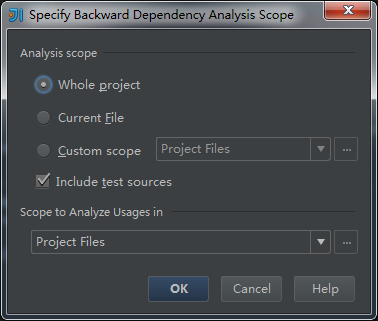 Specify Backward Dependency Analysis Scope
Analysis scope
Whole project
Current File
Custom scope Project Files ...
Include test sources
Scope to Analyze Usages in
Project Files ...
OK Cancel Help